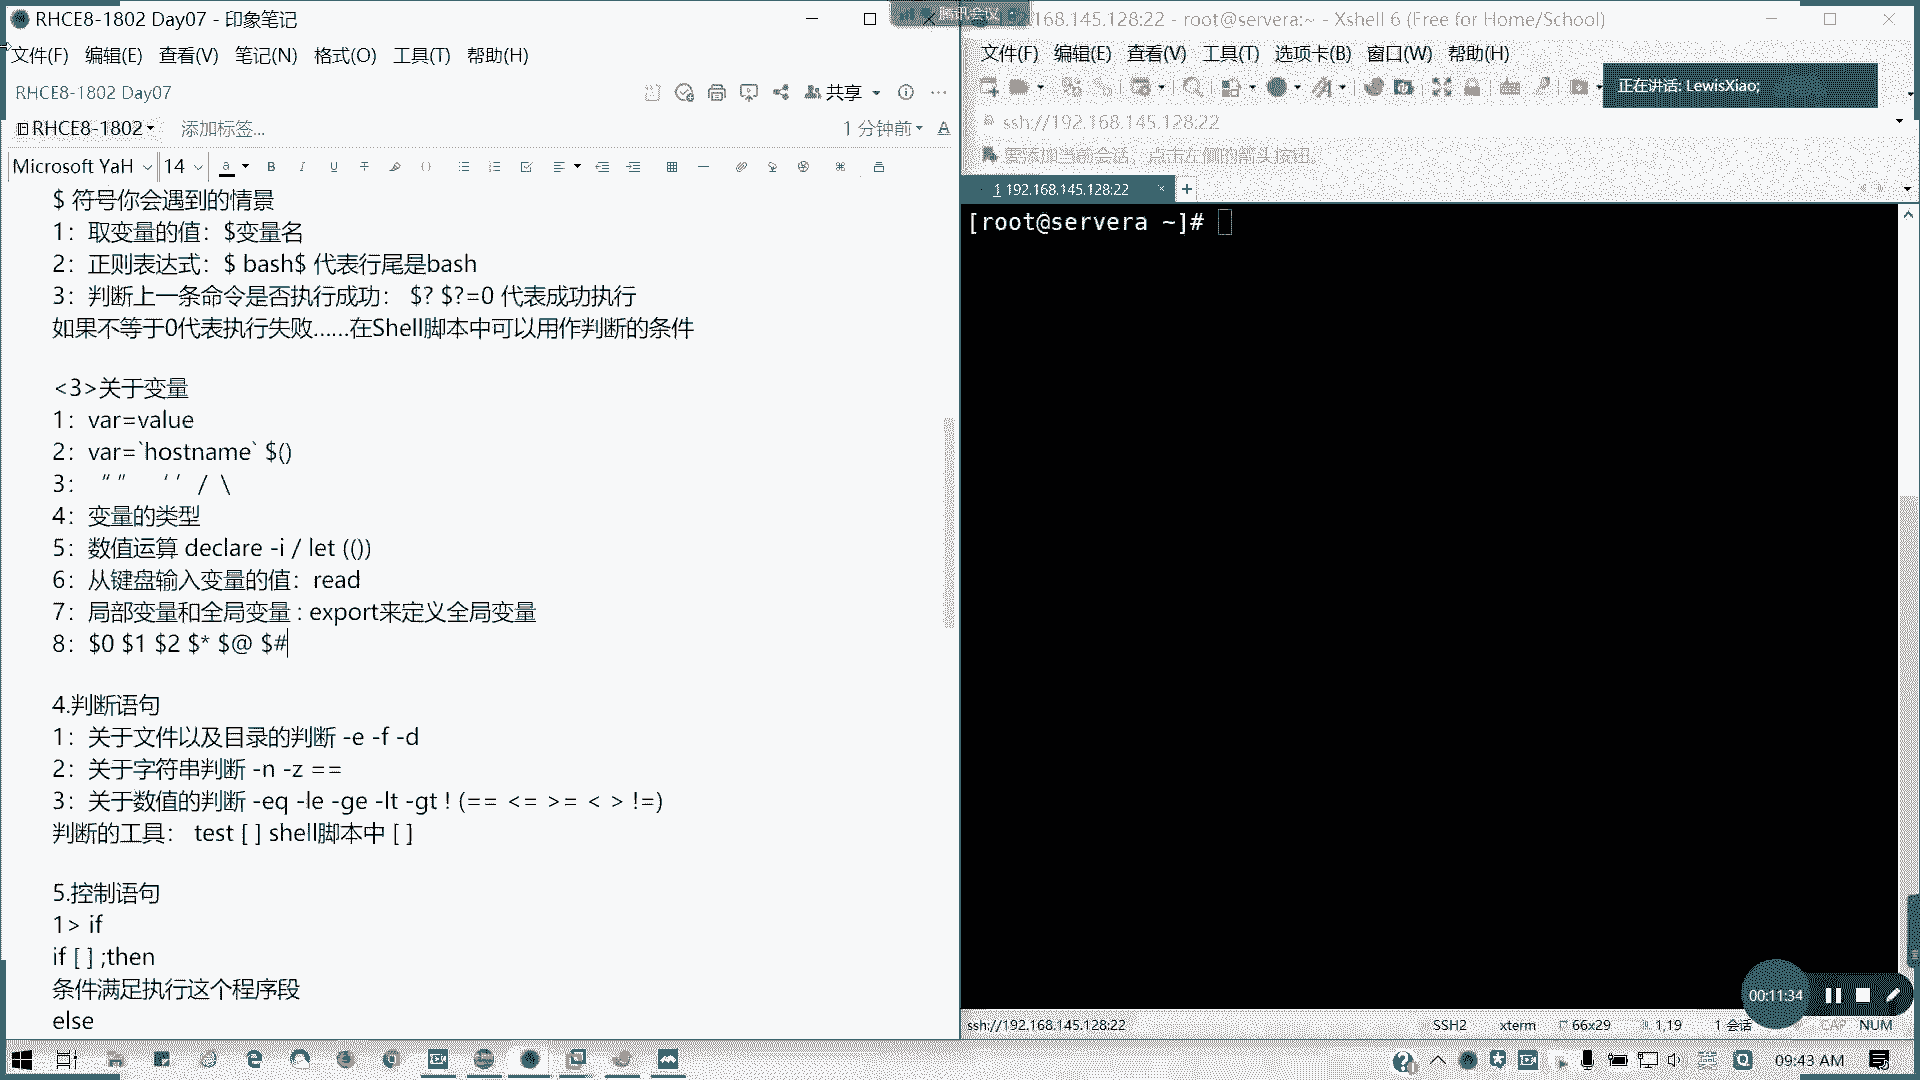 RHCE8-1802 Day07 - 印象笔记
文件(F) 编辑(E) 查看(V) 笔记(N) 格式(O) 工具(T) 帮助(H)
RHCE8-1802 Day07
共享
RHCE8-1802
添加标签...
1 分钟前
Microsoft YaH 14
$ 符号你会遇到的情景
1：取变量的值：$变量名
2：正则表达式：$ bash$ 代表行尾是bash
3：判断上一条命令是否执行成功： $? $?=0 代表成功执行
如果不等于0代表执行失败......在Shell脚本中可以用作判断的条件
<3>关于变量
1：var=value
2：var=`hostname` $()
3： “ ” ‘ ’ / \
4：变量的类型
5：数值运算 declare -i / let (())
6：从键盘输入变量的值：read
7：局部变量和全局变量 : export来定义全局变量
8：$0 $1 $2 $* $@ $#
4.判断语句
1：关于文件以及目录的判断 -e -f -d
2：关于字符串判断 -n -z ==
3：关于数值的判断 -eq -le -ge -lt -gt ! (== <= >= < > !=)
判断的工具： test [ ] shell脚本中 [ ]
5.控制语句
1> if
if [ ] ;then
条件满足执行这个程序段
else
腾讯会议
168.145.128:22 - root@servera:~ - Xshell 6 (Free for Home/School)
文件(F) 编辑(E) 查看(V) 工具(T) 选项卡(B) 窗口(W) 帮助(H)
正在讲话: LewisXiao;
ssh://192.168.145.128:22
要添加当前会话，点击左侧的箭头按钮。
1 192.168.145.128:22
[root@servera ~]#
00:11:34
ssh://192.168.145.128:22
SSH2 xterm 66x29 1,19 1 会话 CAP NUM
英
09:43 AM